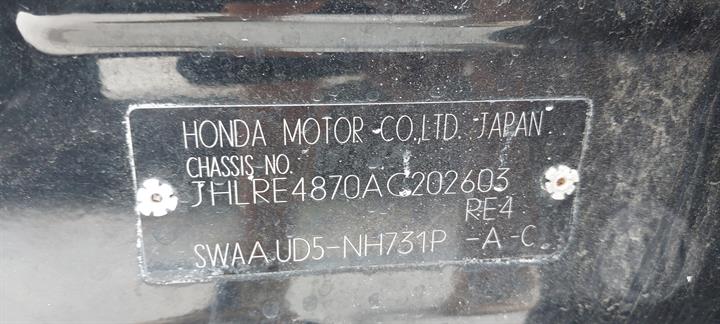 HONDA MOTOR CO.,LTD. JAPAN
CHASSIS-NO.
JHLRE4870AC202603
RE4
SWAA UD5-NH731P -A -C